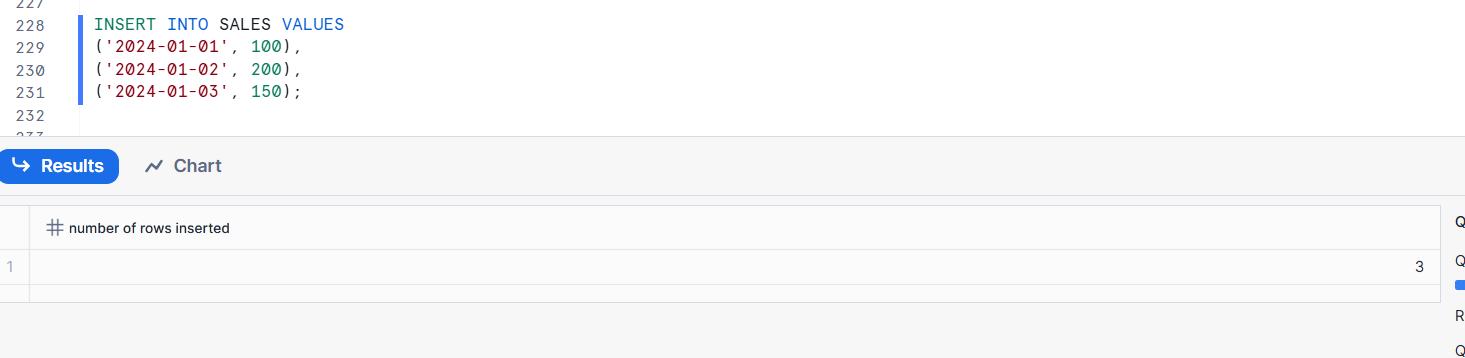 227
228 INSERT INTO SALES VALUES
229 ('2024-01-01', 100),
230 ('2024-01-02', 200),
231 ('2024-01-03', 150);
232
Results Chart
number of rows inserted
1 3
Q
Q
R
Q